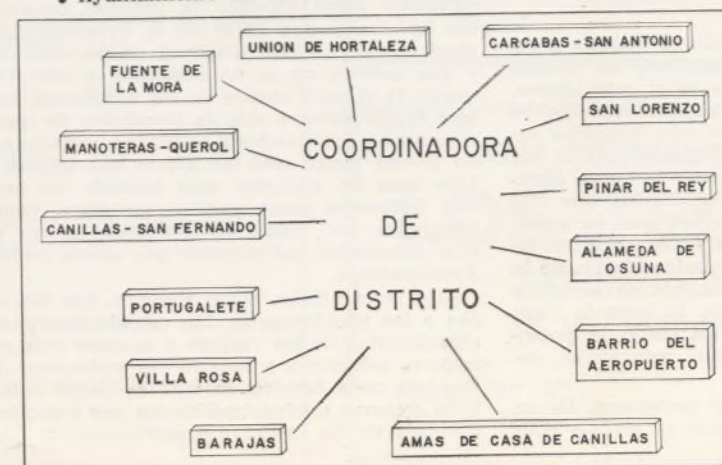 UNION DE HORTALEZA
CARCABAS-SAN ANTONIO
FUENTE DE
LA MORA
SAN LORENZO
MANOTERAS-QUEROL
COORDINADORA
PINAR DEL REY
CANILLAS-SAN FERNANDO
DE
ALAMEDA DE
OSUNA
PORTUGALETE
DISTRITO
BARRIO DEL
AEROPUERTO
VILLA ROSA
BARAJAS
AMAS DE CASA DE CANILLAS